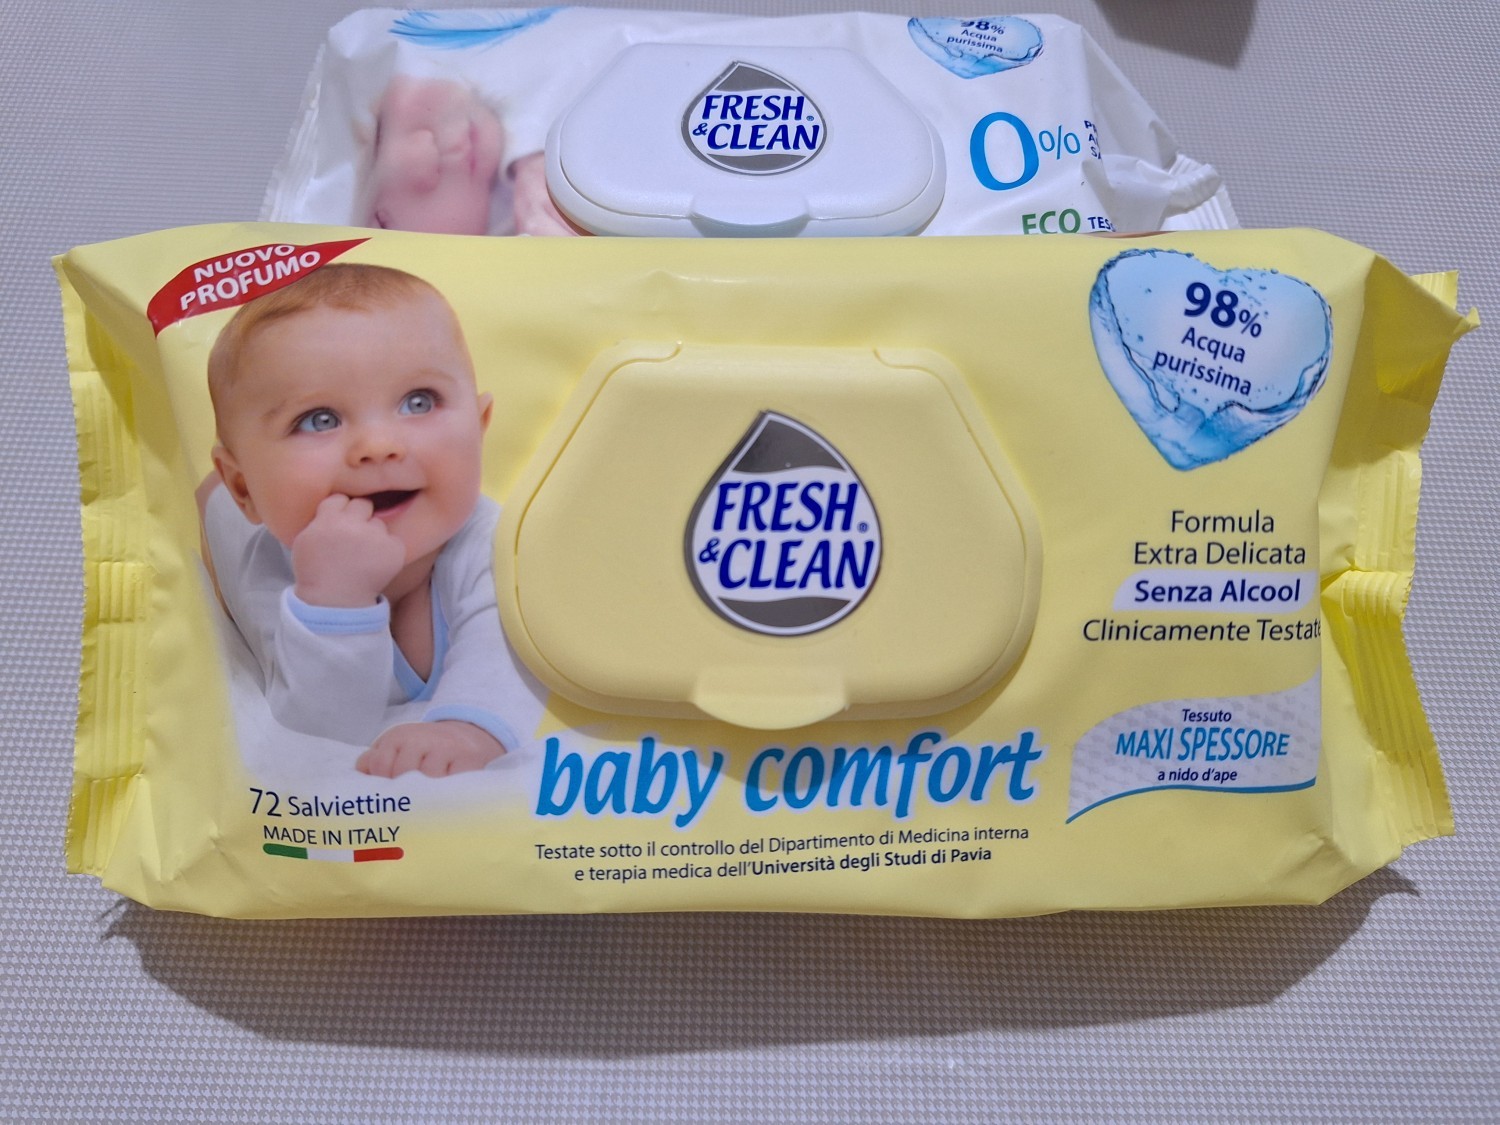 98%
Acqua
purissima
FRESH®
&CLEAN
0%
ECO
NUOVO
PROFUMO
98%
Acqua
purissima
FRESH®
&CLEAN
Formula
Extra Delicata
Senza Alcool
Clinicamente Testate
Tessuto
MAXI SPESSORE
a nido d'ape
baby comfort
72 Salviettine
MADE IN ITALY
Testate sotto il controllo del Dipartimento di Medicina interna
e terapia medica dell'Università degli Studi di Pavia